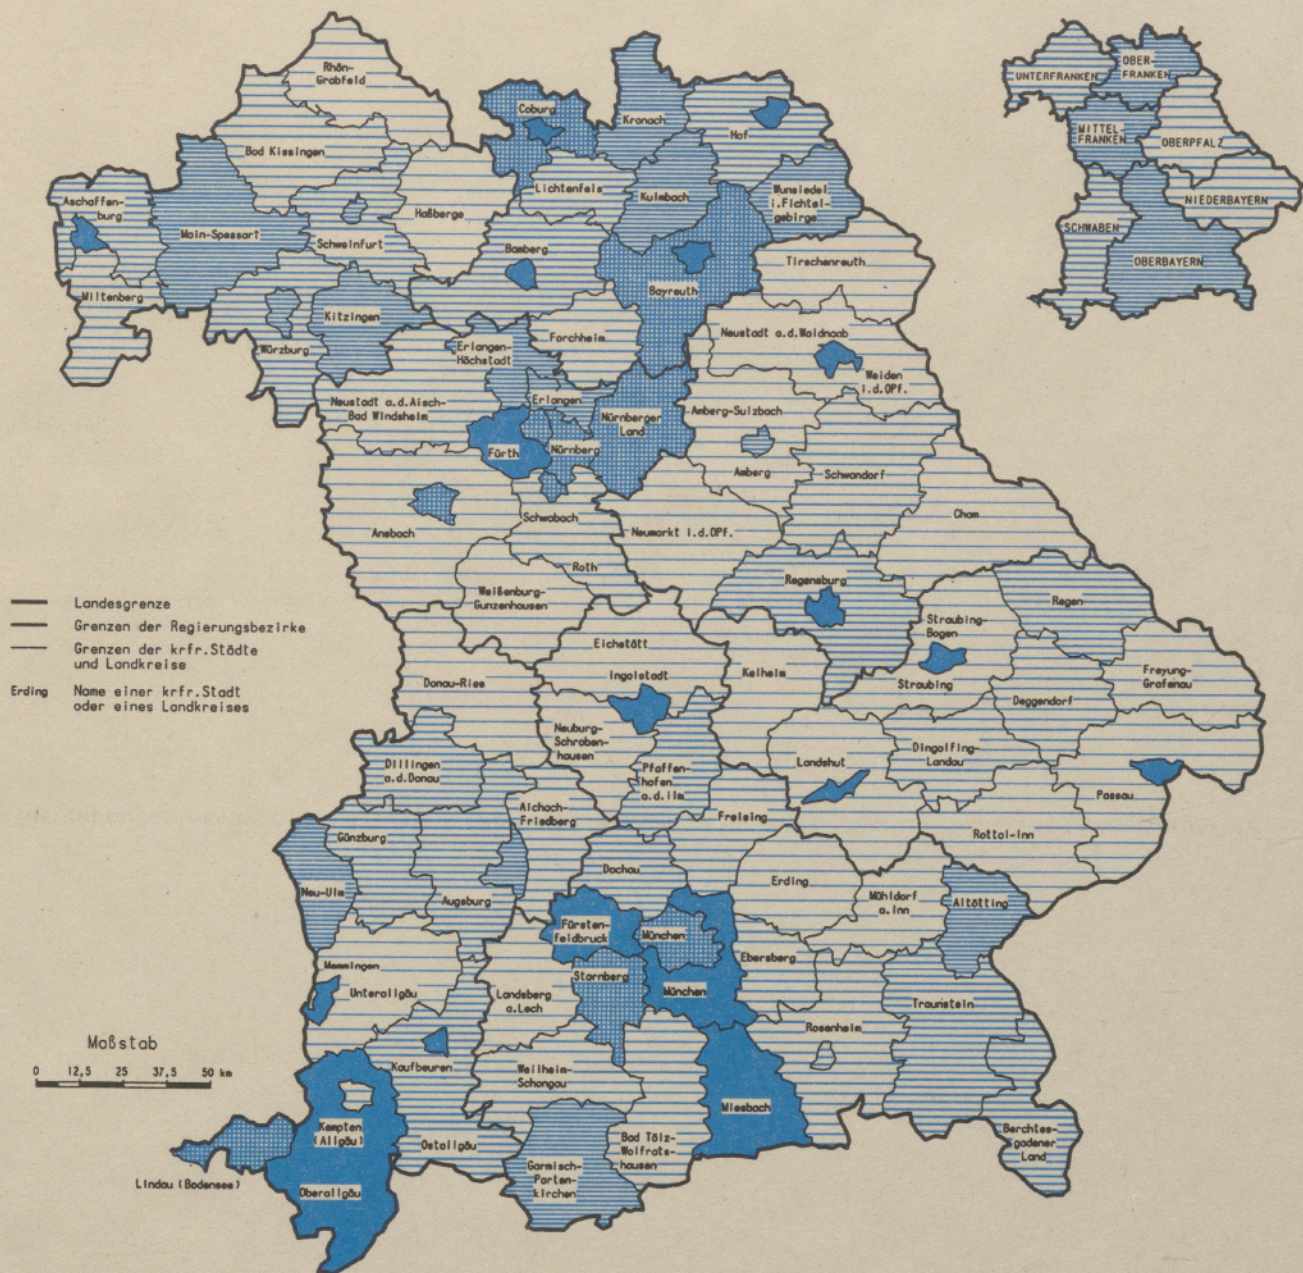 Rhön-
Grabfeld
Bad Kissingen
Coburg
Kronach
Hof
Aschaffen-
burg
Main-Spessart
Schweinfurt
Haßberge
Lichtenfels
Kulmbach
Wunsiedel
i.Fichtel-
gebirge
Miltenberg
Würzburg
Kitzingen
Bamberg
Bayreuth
Tirschenreuth
Erlangen-
Höchstadt
Forchheim
Neustadt a.d.Waldnaab
Weiden
i.d.OPf.
Neustadt a.d.Aisch-
Bad Windsheim
Erlangen
Nürnberger
Land
Amberg-Sulzbach
Fürth
Nürnberg
Amberg
Schwandorf
Ansbach
Schwabach
Neumarkt i.d.OPf.
Cham
Roth
Weißenburg-
Gunzenhausen
Regensburg
Regen
Straubing-
Bogen
Straubing
Eichstätt
Ingolstadt
Kelheim
Freyung-
Grafenau
Donau-Ries
Deggendorf
Neuburg-
Schroben-
hausen
Dillingen
a.d.Donau
Pfaffen-
hofen
a.d.Ilm
Landshut
Dingolfing-
Landau
Passau
Aichach-
Friedberg
Freising
Rottal-Inn
Günzburg
Dachau
Erding
Neu-Ulm
Augsburg
Mühldorf
a.Inn
Altötting
Fürsten-
feldbruck
München
Ebersberg
Memmingen
Unterallgäu
Landsberg
a.Lech
Starnberg
München
Traunstein
Rosenheim
Kaufbeuren
Weilheim-
Schongau
Miesbach
Kempten
(Allgäu)
Ostallgäu
Bad Tölz-
Wolfrats-
hausen
Garmisch-
Parten-
kirchen
Berchtes-
gadener
Land
Lindau (Bodensee)
Oberallgäu
UNTERFRANKEN
OBER-
FRANKEN
MITTEL-
FRANKEN
OBERPFALZ
NIEDERBAYERN
SCHWABEN
OBERBAYERN
Landesgrenze
Grenzen der Regierungsbezirke
Grenzen der krfr.Städte
und Landkreise
Erding Name einer krfr.Stadt
oder eines Landkreises
Maßstab
0 12,5 25 37,5 50 km